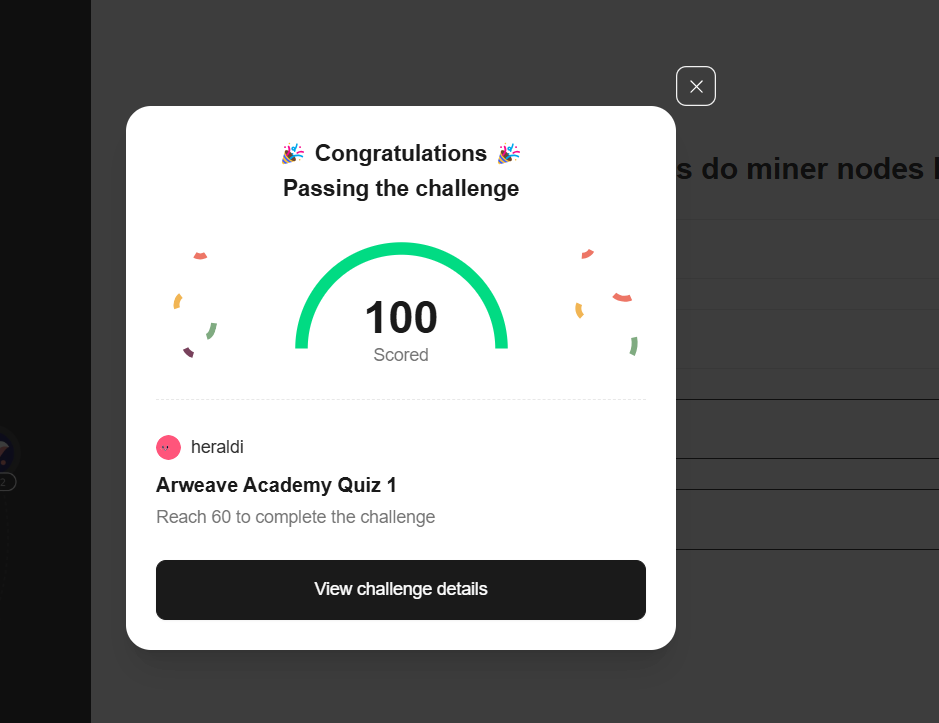 🎉 Congratulations 🎉
Passing the challenge
s do miner nodes
100
Scored
heraldi
Arweave Academy Quiz 1
Reach 60 to complete the challenge
2
View challenge details